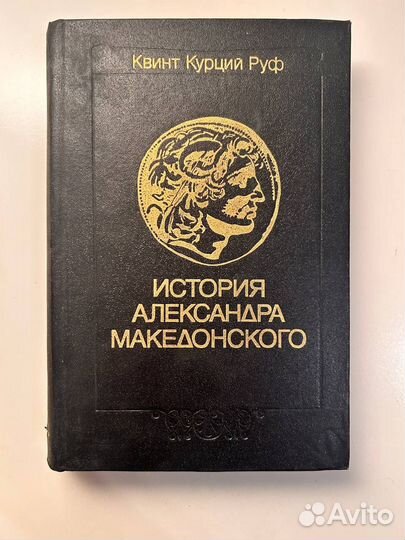 Квинт Курций Руф
ИСТОРИЯ
АЛЕКСАНДРА
МАКЕДОНСКОГО
Avito